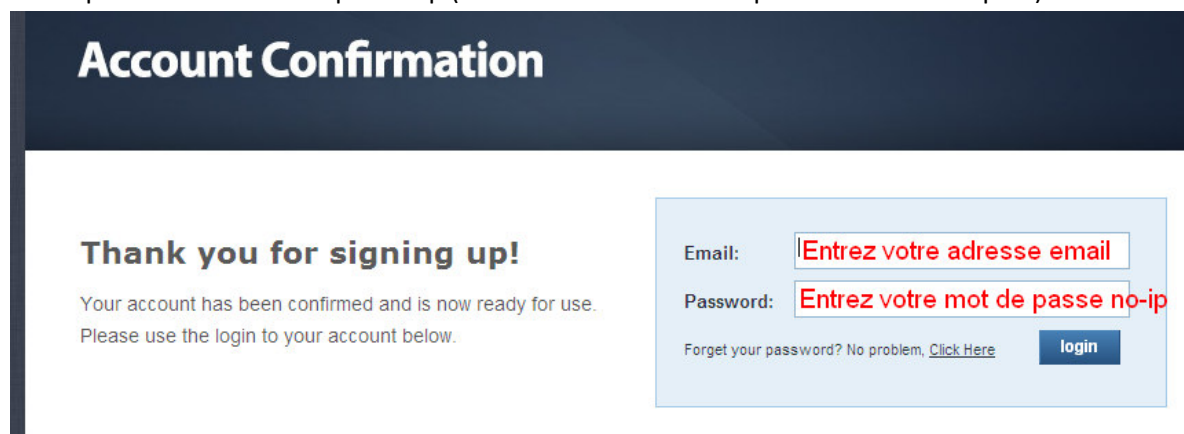 Account Confirmation
Thank you for signing up!
Your account has been confirmed and is now ready for use.
Please use the login to your account below.
Email: Entrez votre adresse email
Password: Entrez votre mot de passe no-ip
Forget your password? No problem, Click Here login